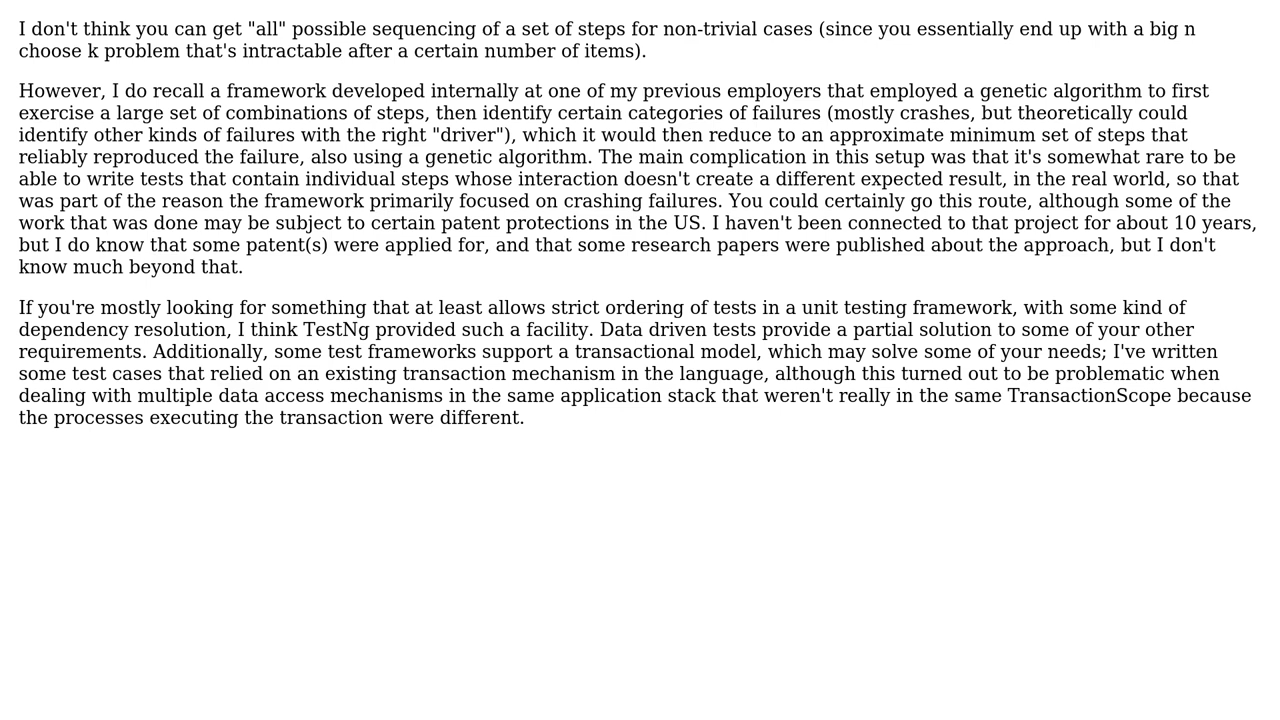 I don't think you can get "all" possible sequencing of a set of steps for non-trivial cases (since you essentially end up with a big n
choose k problem that's intractable after a certain number of items).
However, I do recall a framework developed internally at one of my previous employers that employed a genetic algorithm to first
exercise a large set of combinations of steps, then identify certain categories of failures (mostly crashes, but theoretically could
identify other kinds of failures with the right "driver"), which it would then reduce to an approximate minimum set of steps that
reliably reproduced the failure, also using a genetic algorithm. The main complication in this setup was that it's somewhat rare to be
able to write tests that contain individual steps whose interaction doesn't create a different expected result, in the real world, so that
was part of the reason the framework primarily focused on crashing failures. You could certainly go this route, although some of the
work that was done may be subject to certain patent protections in the US. I haven't been connected to that project for about 10 years,
but I do know that some patent(s) were applied for, and that some research papers were published about the approach, but I don't
know much beyond that.
If you're mostly looking for something that at least allows strict ordering of tests in a unit testing framework, with some kind of
dependency resolution, I think TestNg provided such a facility. Data driven tests provide a partial solution to some of your other
requirements. Additionally, some test frameworks support a transactional model, which may solve some of your needs; I've written
some test cases that relied on an existing transaction mechanism in the language, although this turned out to be problematic when
dealing with multiple data access mechanisms in the same application stack that weren't really in the same TransactionScope because
the processes executing the transaction were different.